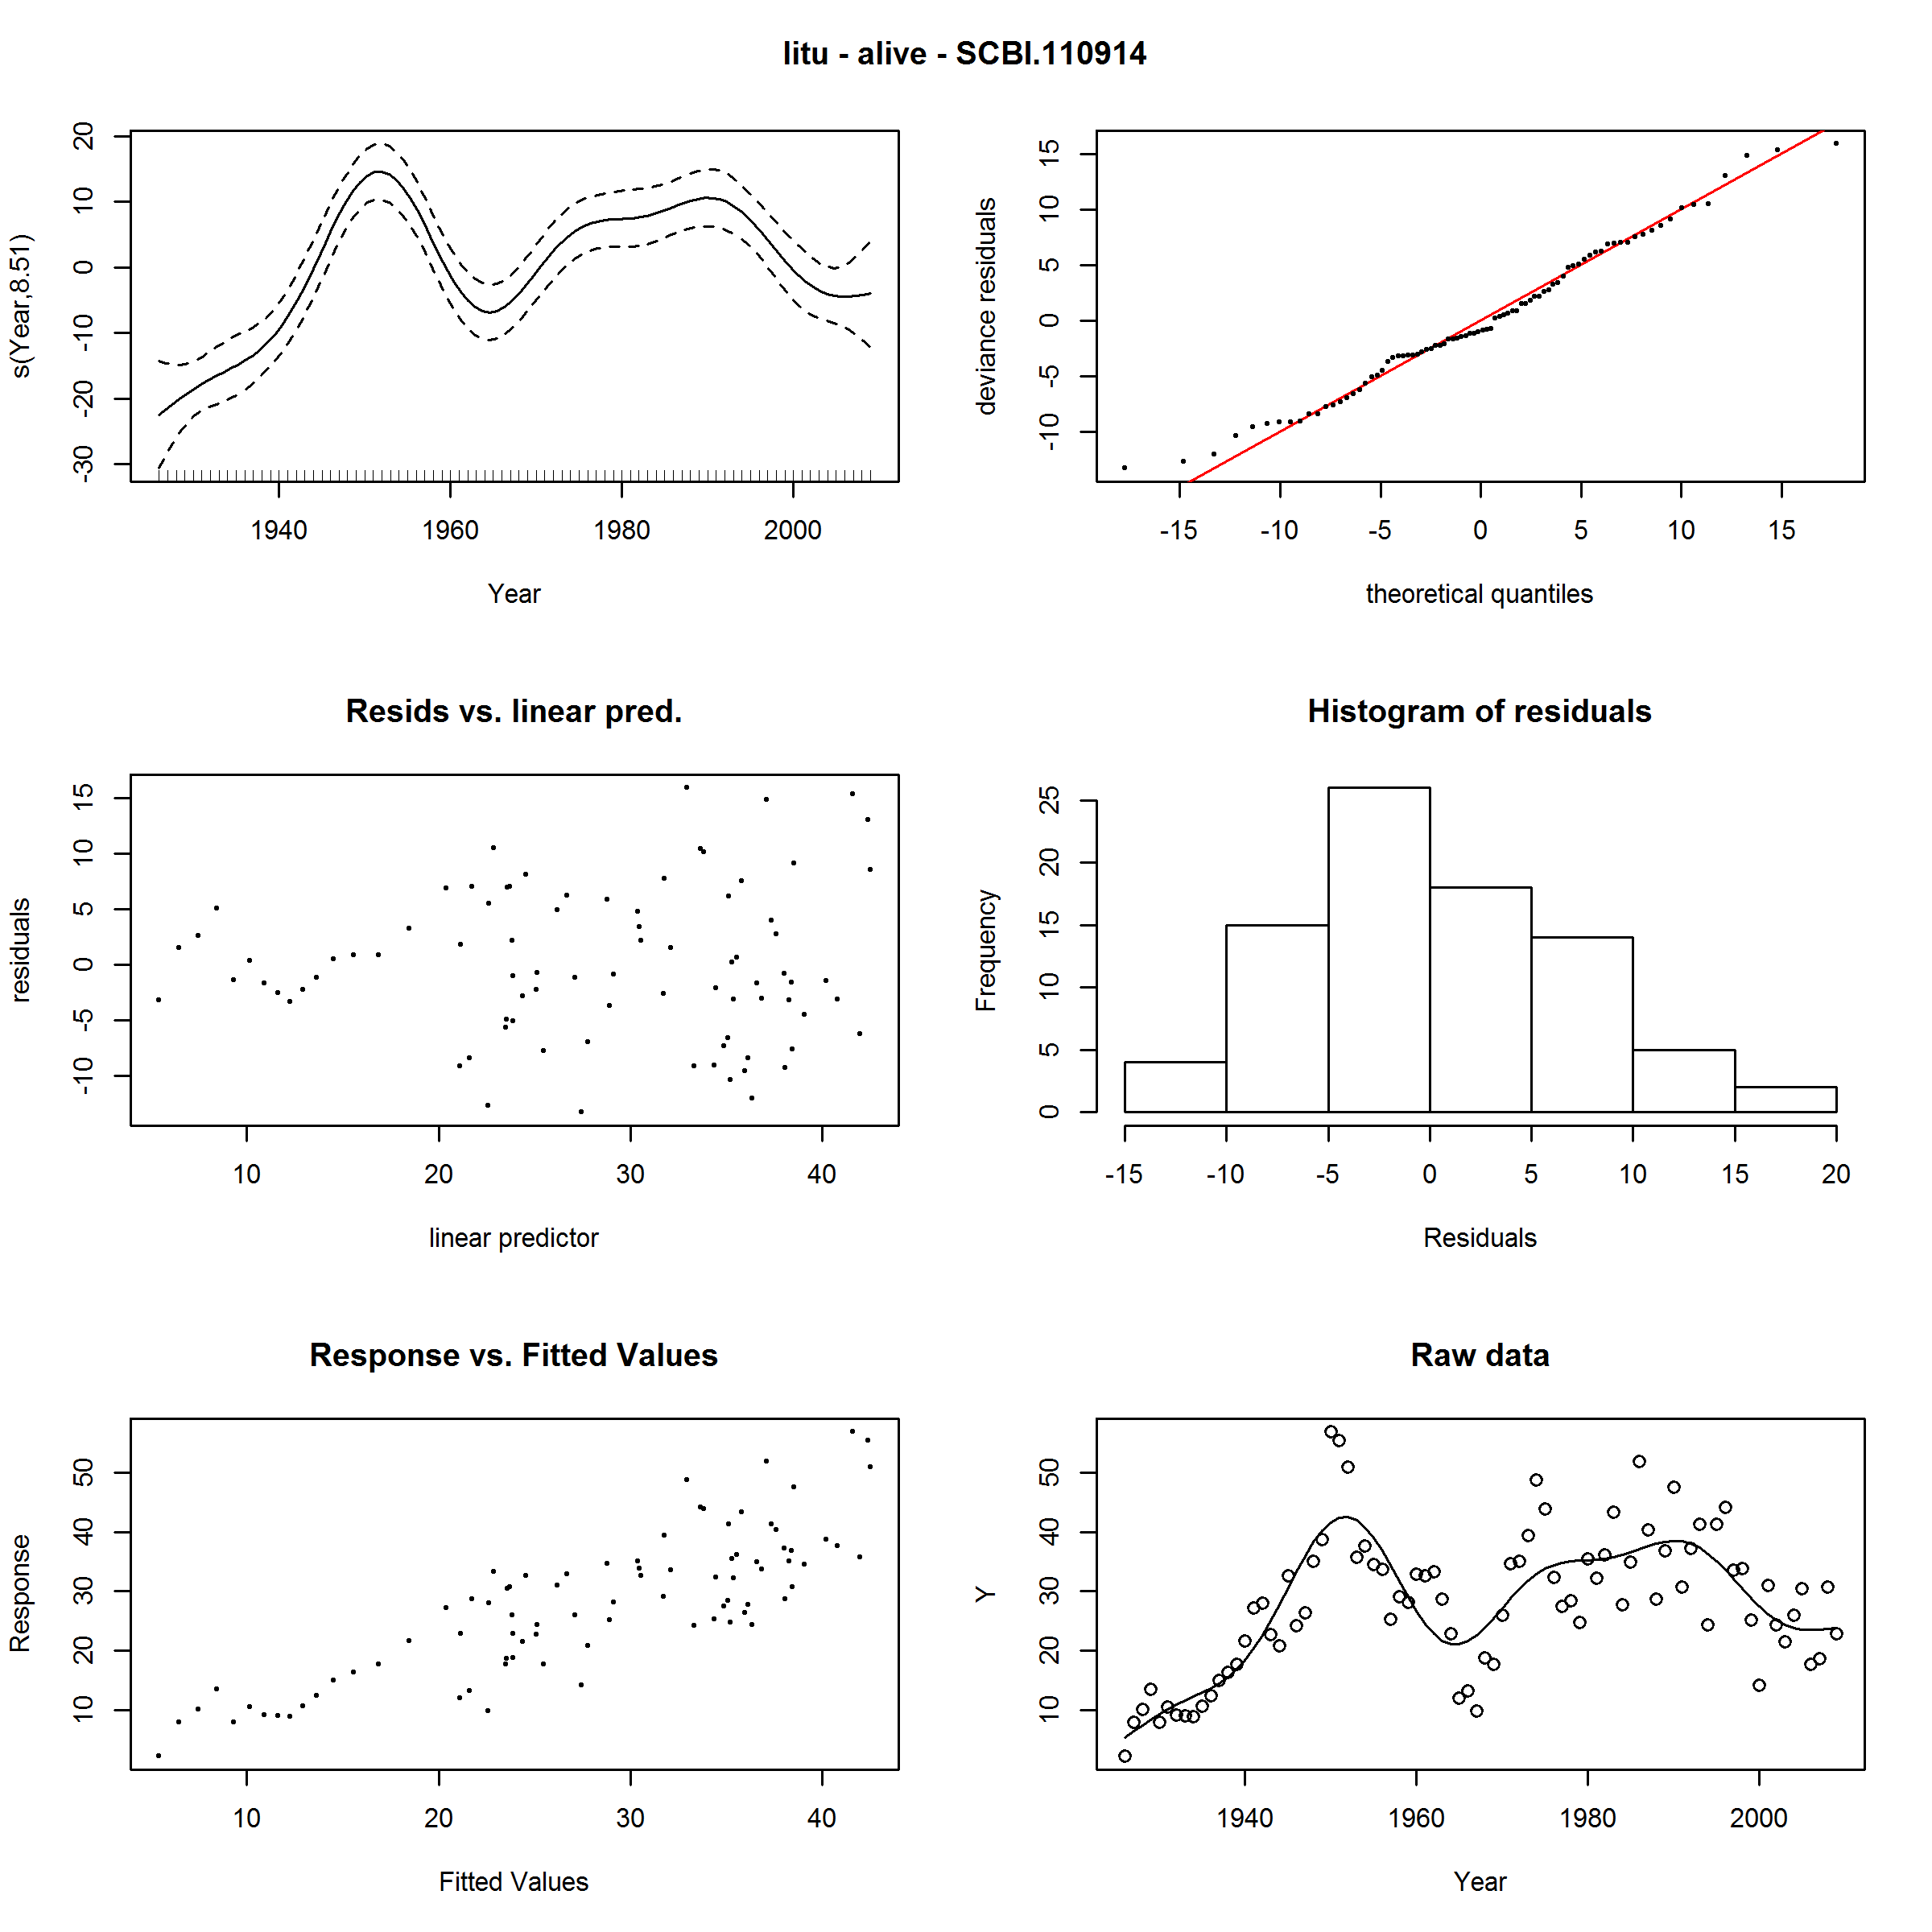 litu - alive - SCBI.110914
s(Year,8.51)
20
10
0
-10
-20
-30
1940 1960 1980 2000
Year
deviance residuals
15
10
5
0
-5
-10
-15 -10 -5 0 5 10 15
theoretical quantiles
Resids vs. linear pred.
residuals
15
10
5
0
-5
-10
10 20 30 40
linear predictor
Histogram of residuals
Frequency
25
20
15
10
5
0
-15 -10 -5 0 5 10 15 20
Residuals
Response vs. Fitted Values
Response
50
40
30
20
10
10 20 30 40
Fitted Values
Raw data
Y
50
40
30
20
10
1940 1960 1980 2000
Year